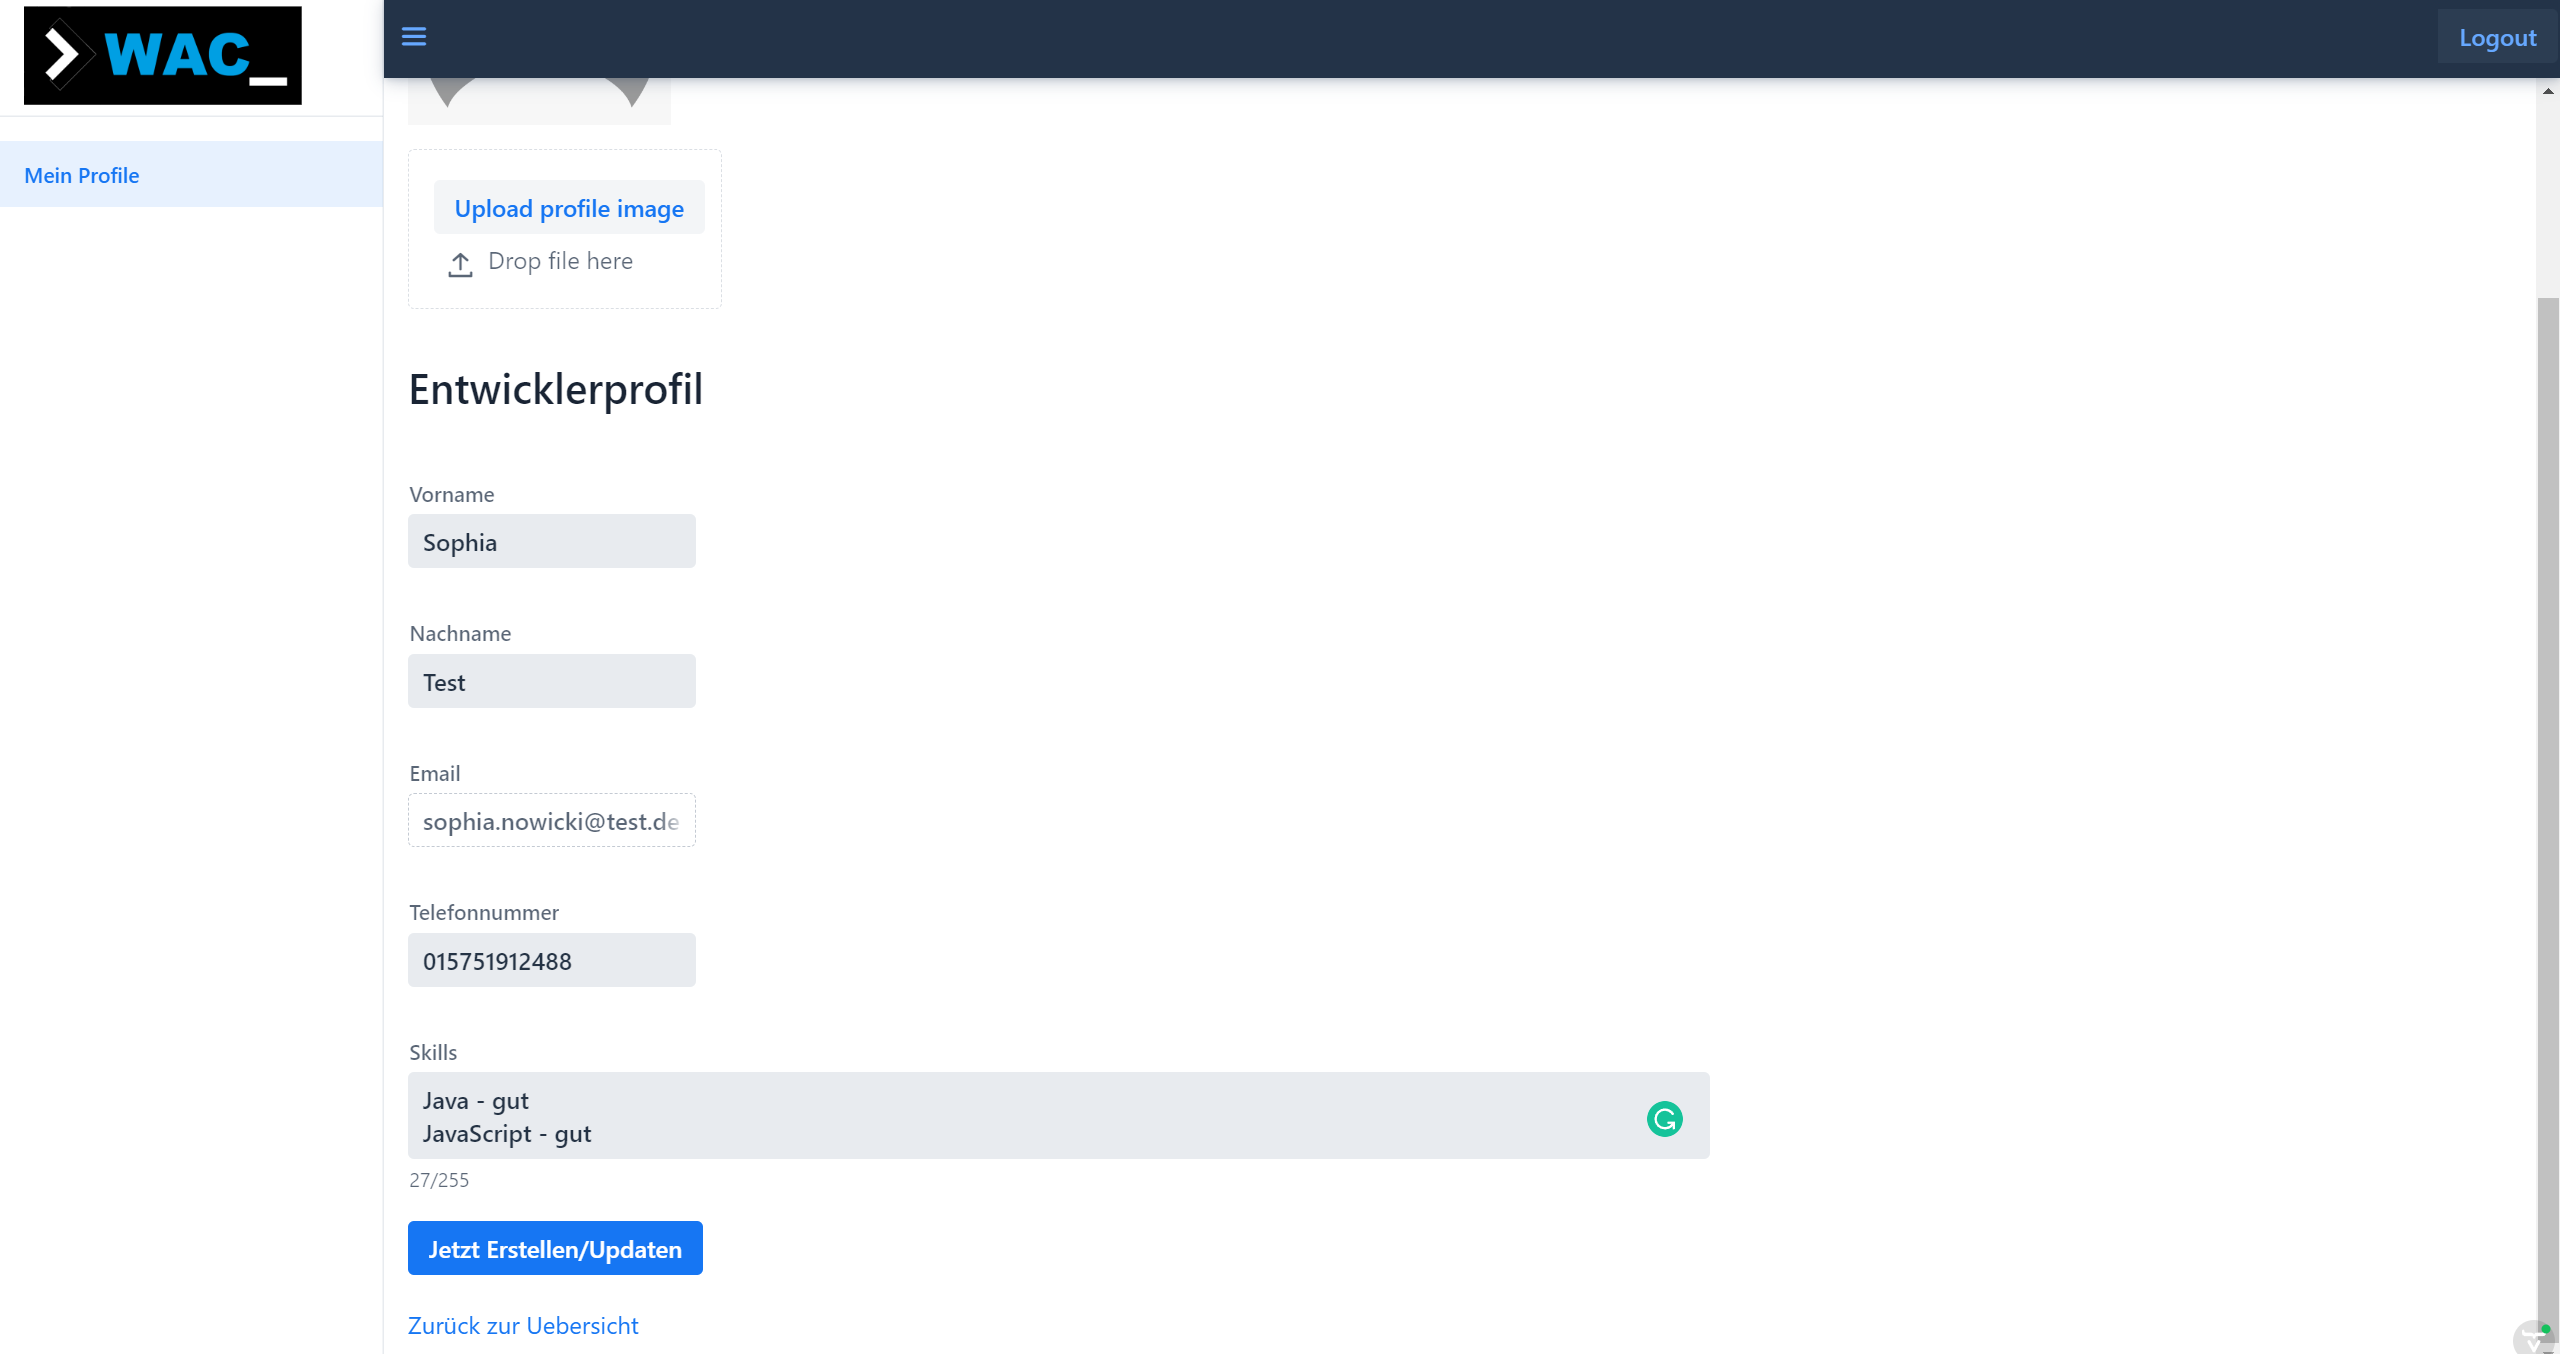 WAC_
Logout
Mein Profile
Upload profile image
Drop file here
Entwicklerprofil
Vorname
Sophia
Nachname
Test
Email
sophia.nowicki@test.de
Telefonnummer
015751912488
Skills
Java - gut
JavaScript - gut
27/255
Jetzt Erstellen/Updaten
Zurück zur Uebersicht